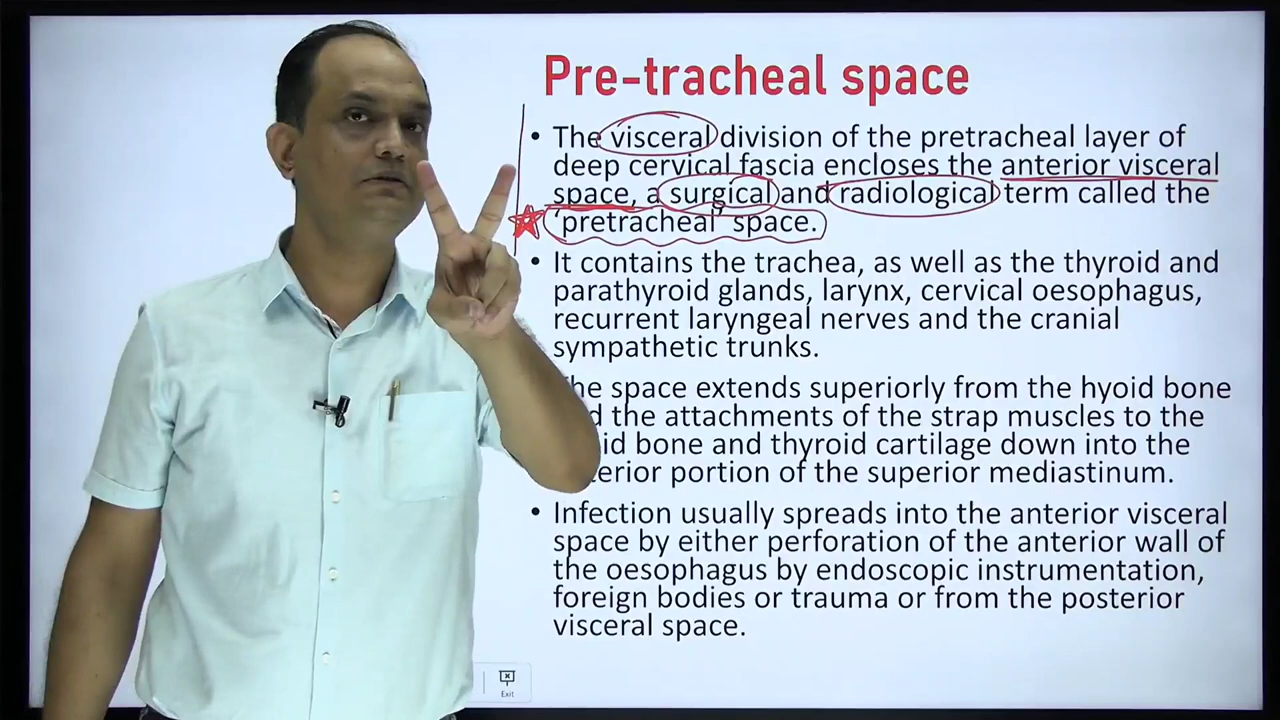 Pre-tracheal space
• The visceral division of the pretracheal layer of
deep cervical fascia encloses the anterior visceral
space, a surgical and radiological term called the
‘pretracheal’ space.
• It contains the trachea, as well as the thyroid and
parathyroid glands, larynx, cervical oesophagus,
recurrent laryngeal nerves and the cranial
sympathetic trunks.
he space extends superiorly from the hyoid bone
d the attachments of the strap muscles to the
id bone and thyroid cartilage down into the
terior portion of the superior mediastinum.
• Infection usually spreads into the anterior visceral
space by either perforation of the anterior wall of
the oesophagus by endoscopic instrumentation,
foreign bodies or trauma or from the posterior
visceral space.
Exit